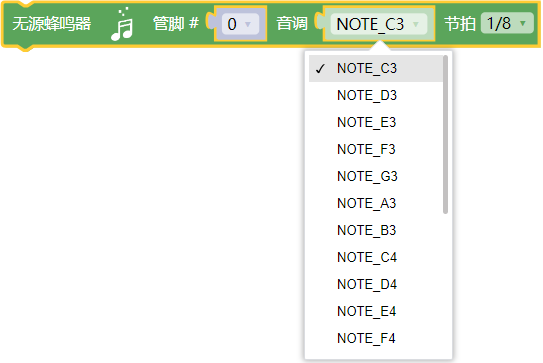 无源蜂鸣器 管脚 # 0 音调 NOTE_C3 节拍 1/8
✓ NOTE_C3
NOTE_D3
NOTE_E3
NOTE_F3
NOTE_G3
NOTE_A3
NOTE_B3
NOTE_C4
NOTE_D4
NOTE_E4
NOTE_F4